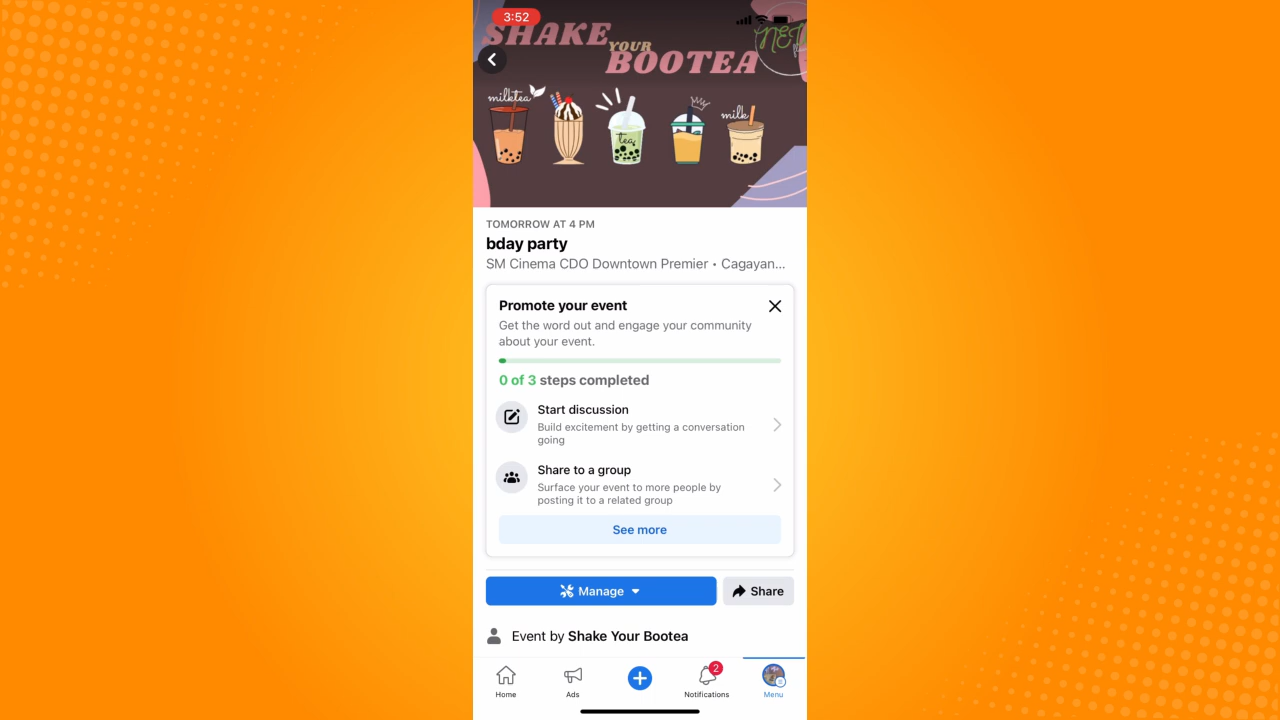 3:52
SHAKE
YOUR
BOOTEA
NET
milktea
tea
milk
TOMORROW AT 4 PM
bday party
SM Cinema CDO Downtown Premier • Cagayan...
Promote your event
Get the word out and engage your community
about your event.
0 of 3 steps completed
Start discussion
Build excitement by getting a conversation
going
Share to a group
Surface your event to more people by
posting it to a related group
See more
Manage
Share
Event by Shake Your Bootea
2
Home
Ads
Notifications
Menu